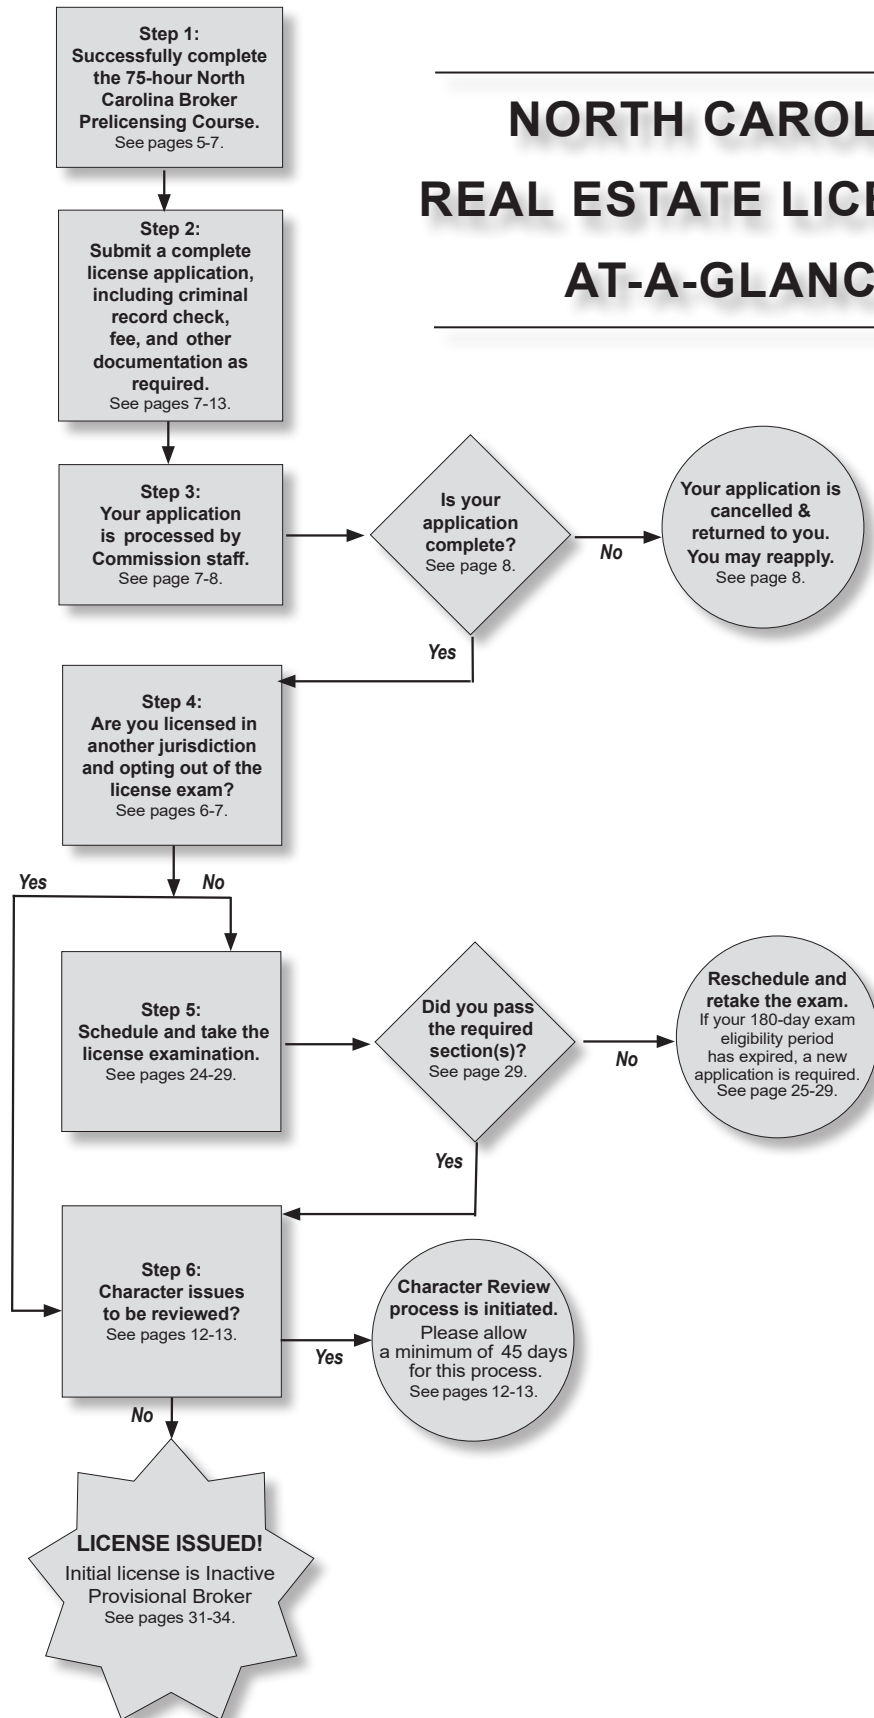 Step 1:
Successfully complete
the 75-hour North
Carolina Broker
Prelicensing Course.
See pages 5-7.
NORTH CAROL
REAL ESTATE LICE
AT-A-GLANC
Step 2:
Submit a complete
license application,
including criminal
record check,
fee, and other
documentation as
required.
See pages 7-13.
Step 3:
Your application
is processed by
Commission staff.
See page 7-8.
Is your
application
complete?
See page 8.
No
Your application is
cancelled &
returned to you.
You may reapply.
See page 8.
Yes
Step 4:
Are you licensed in
another jurisdiction
and opting out of the
license exam?
See pages 6-7.
Yes
No
Step 5:
Schedule and take the
license examination.
See pages 24-29.
Did you pass
the required
section(s)?
See page 29.
No
Reschedule and
retake the exam.
If your 180-day exam
eligibility period
has expired, a new
application is required.
See page 25-29.
Yes
Step 6:
Character issues
to be reviewed?
See pages 12-13.
Yes
Character Review
process is initiated.
Please allow
a minimum of 45 days
for this process.
See pages 12-13.
No
LICENSE ISSUED!
Initial license is Inactive
Provisional Broker
See pages 31-34.